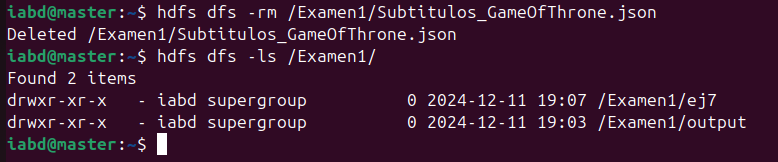 iabd@master:~$ hdfs dfs -rm /Examen1/Subtitulos_GameOfThrone.json
Deleted /Examen1/Subtitulos_GameOfThrone.json
iabd@master:~$ hdfs dfs -ls /Examen1/
Found 2 items
drwxr-xr-x   - iabd supergroup          0 2024-12-11 19:07 /Examen1/ej7
drwxr-xr-x   - iabd supergroup          0 2024-12-11 19:03 /Examen1/output
iabd@master:~$